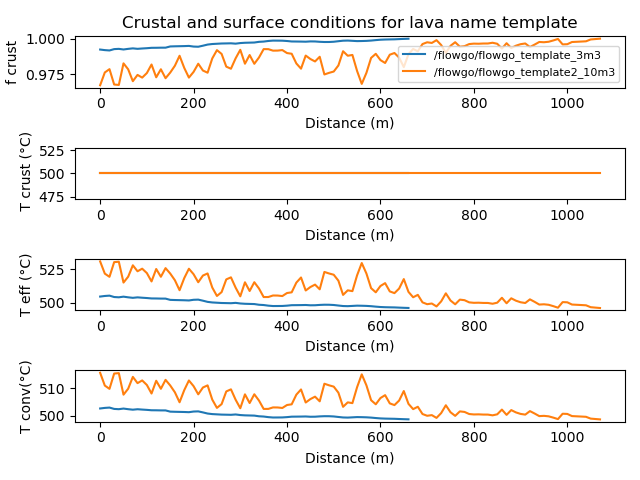 Crustal and surface conditions for lava name template
f crust
1.000
0.975
/flowgo/flowgo_template_3m3
/flowgo/flowgo_template2_10m3
0 200 400 600 800 1000
Distance (m)
T crust (°C)
525
500
475
0 200 400 600 800 1000
Distance (m)
T eff (°C)
525
500
0 200 400 600 800 1000
Distance (m)
T conv(°C)
510
500
0 200 400 600 800 1000
Distance (m)